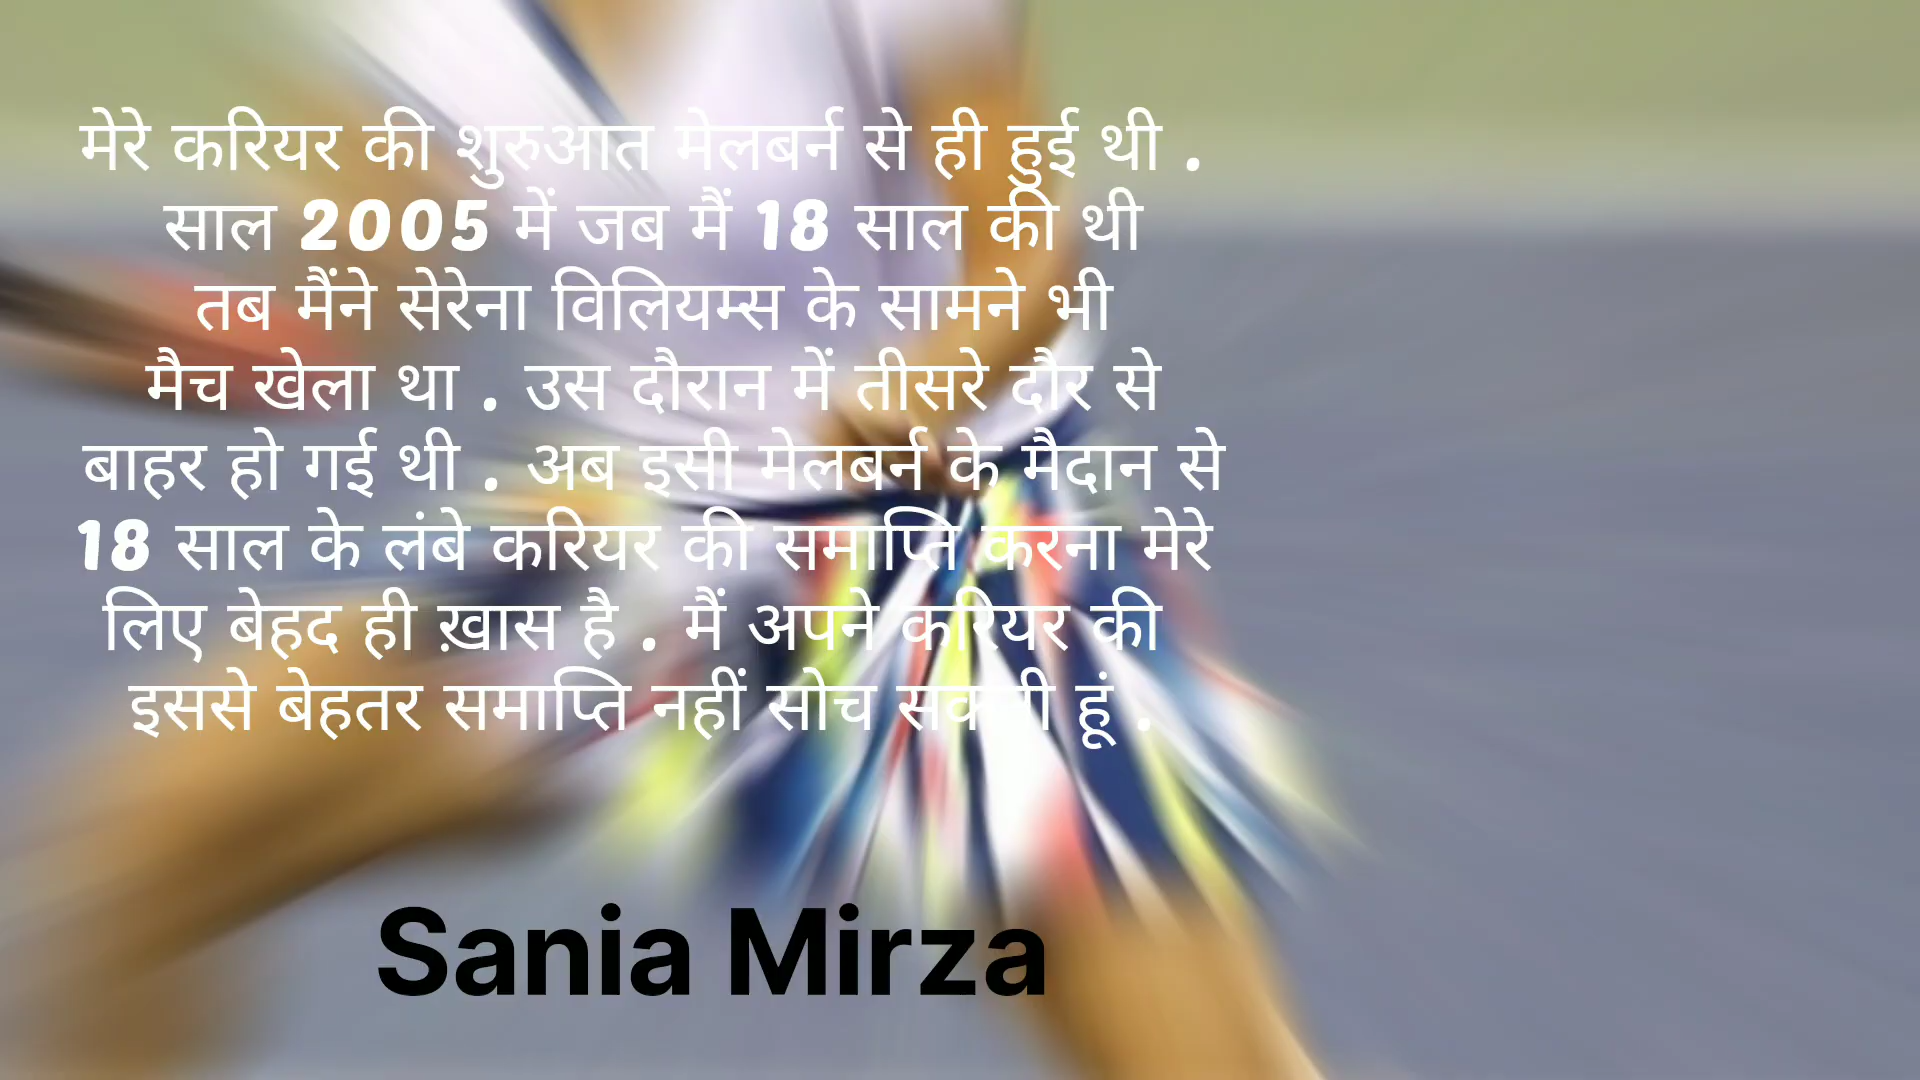 मेरे करियर की शुरुआत मेलबर्न से ही हुई थी .
साल 2005 में जब मैं 18 साल की थी
तब मैंने सेरेना विलियम्स के सामने भी
मैच खेला था . उस दौरान में तीसरे दौर से
बाहर हो गई थी . अब इसी मेलबर्न के मैदान से
18 साल के लंबे करियर की समाप्ति करना मेरे
लिए बेहद ही ख़ास है . मैं अपने करियर की
इससे बेहतर समाप्ति नहीं सोच सकती हूं .
Sania Mirza